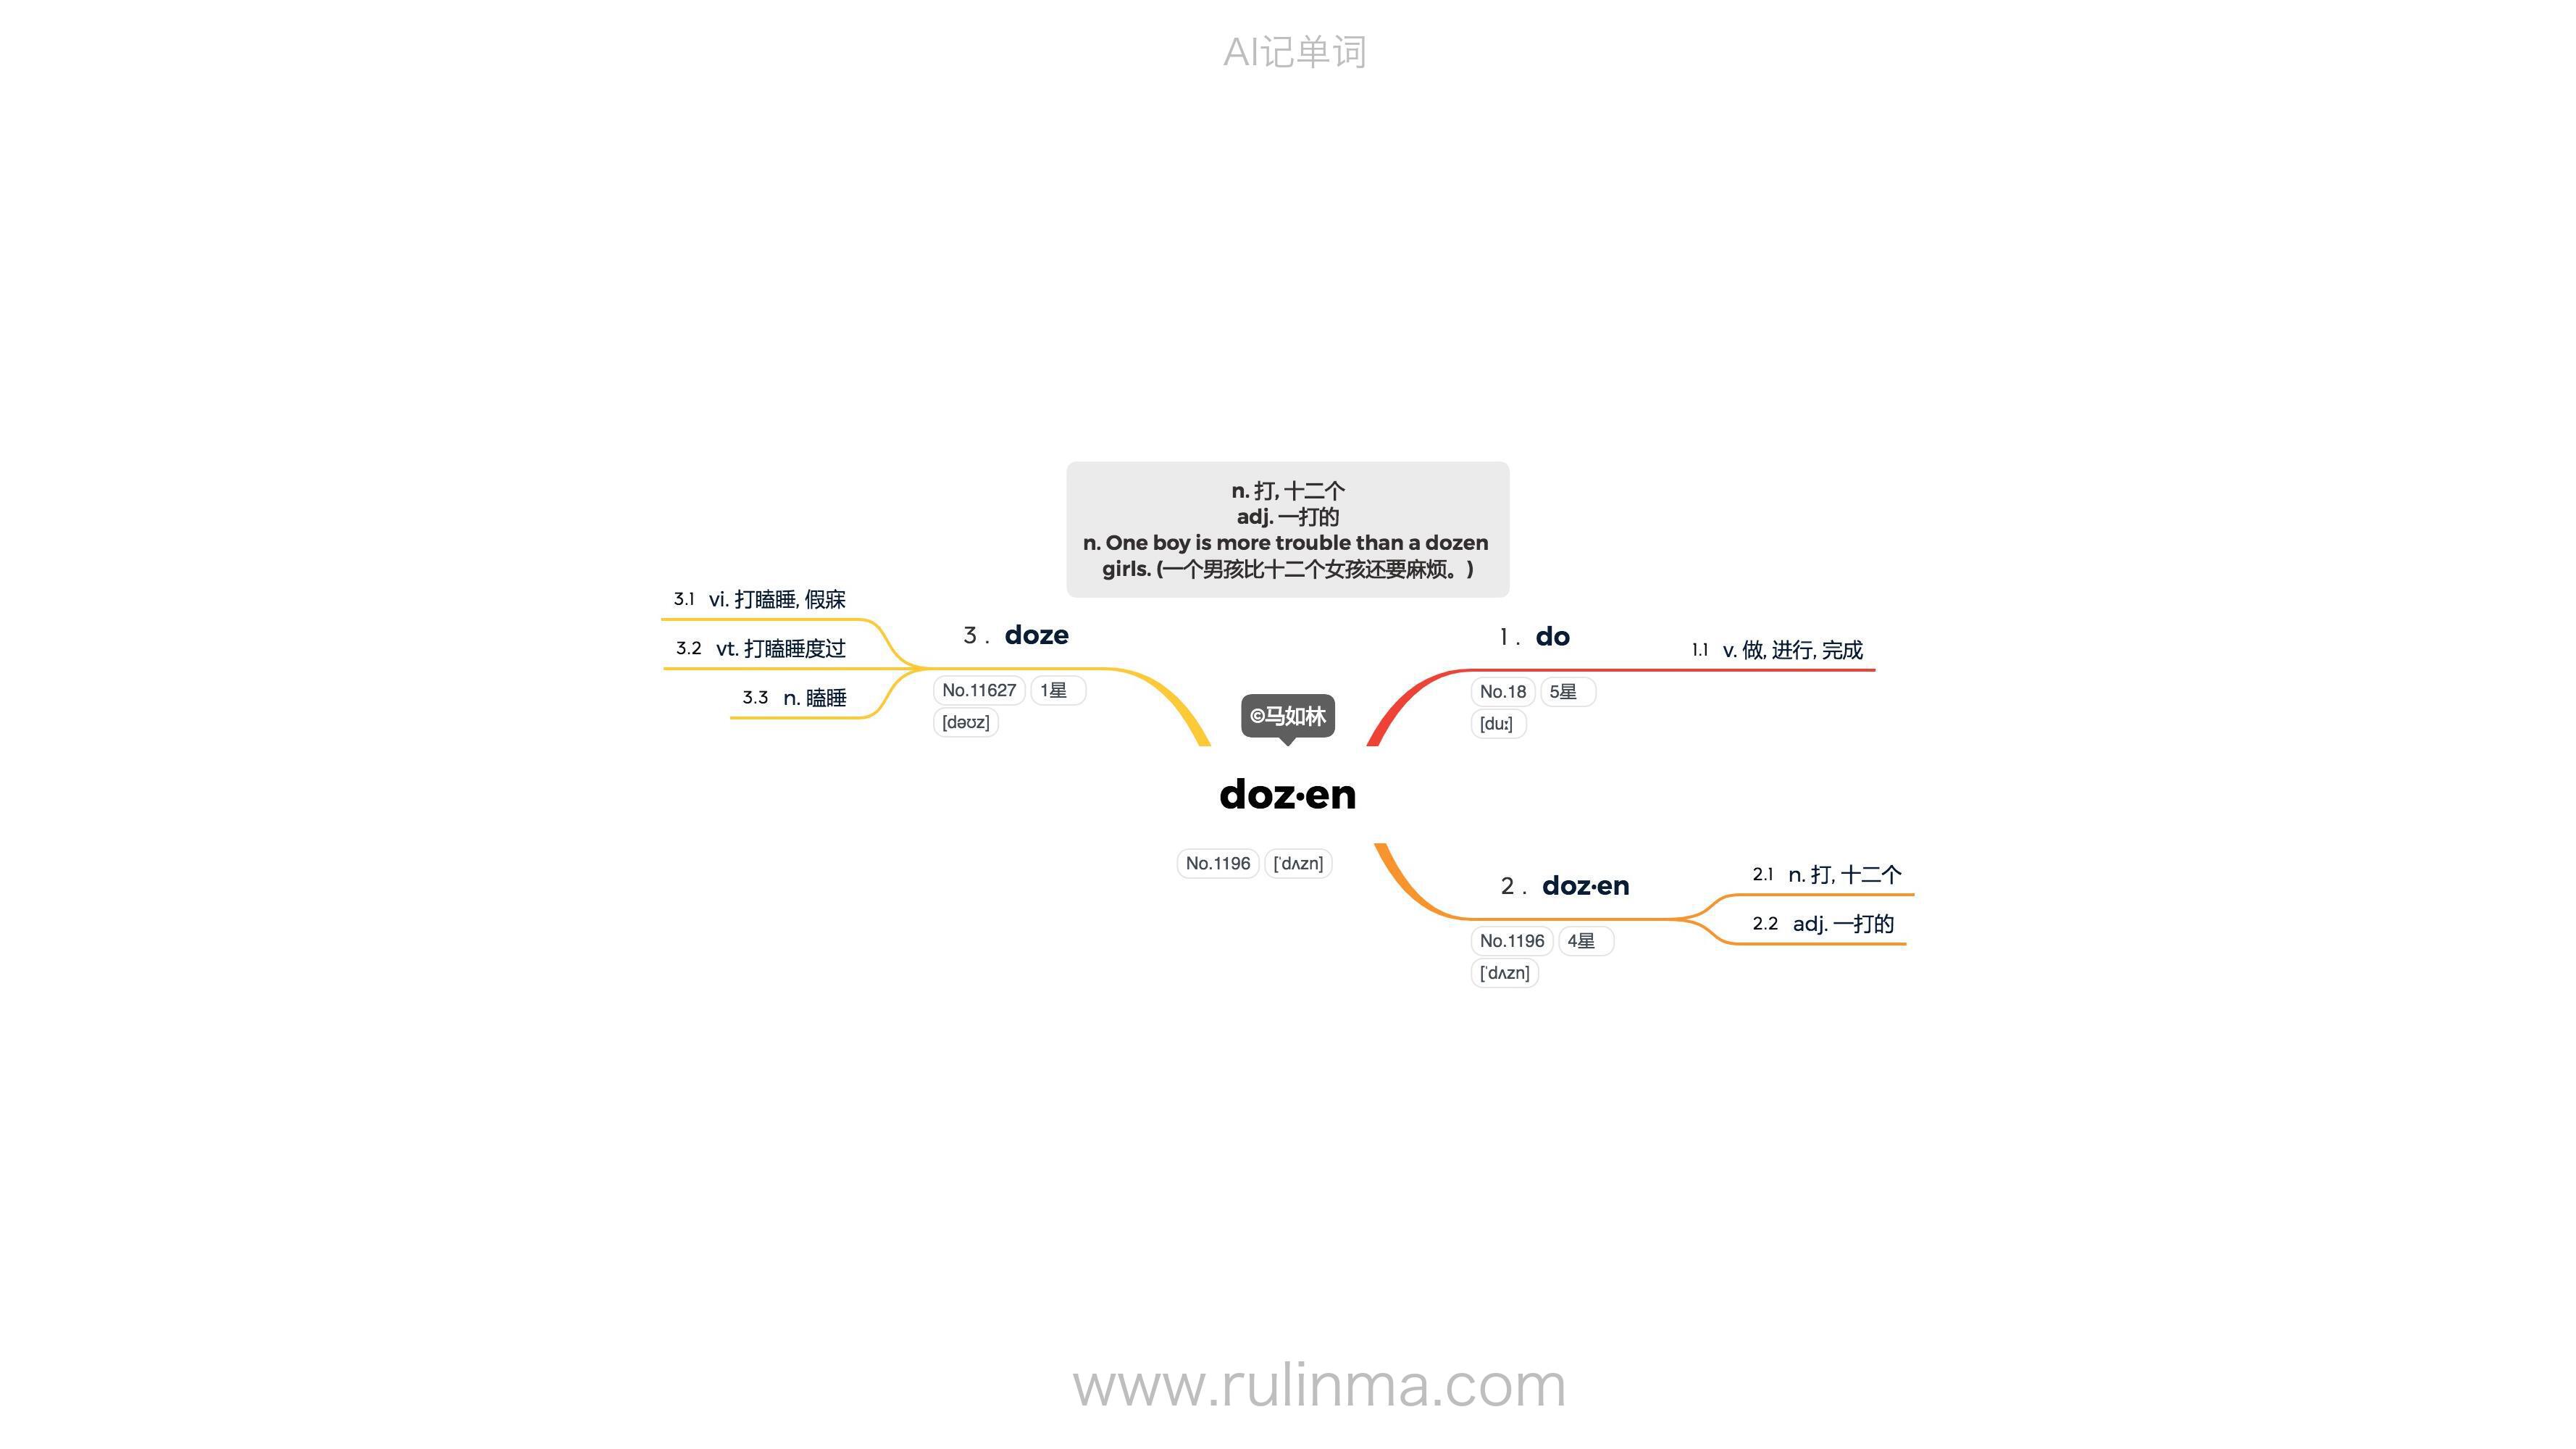 AI记单词
n. 打, 十二个
adj. 一打的
n. One boy is more trouble than a dozen
girls. (一个男孩比十二个女孩还要麻烦。)
©马如林
doz·en
No.1196 [ˈdʌzn]
1 . do
No.18 5星
[duː]
1.1 v. 做, 进行, 完成
2 . doz·en
No.1196 4星
[ˈdʌzn]
2.1 n. 打, 十二个
2.2 adj. 一打的
3 . doze
No.11627 1星
[dəʊz]
3.1 vi. 打瞌睡, 假寐
3.2 vt. 打瞌睡度过
3.3 n. 瞌睡
www.rulinma.com